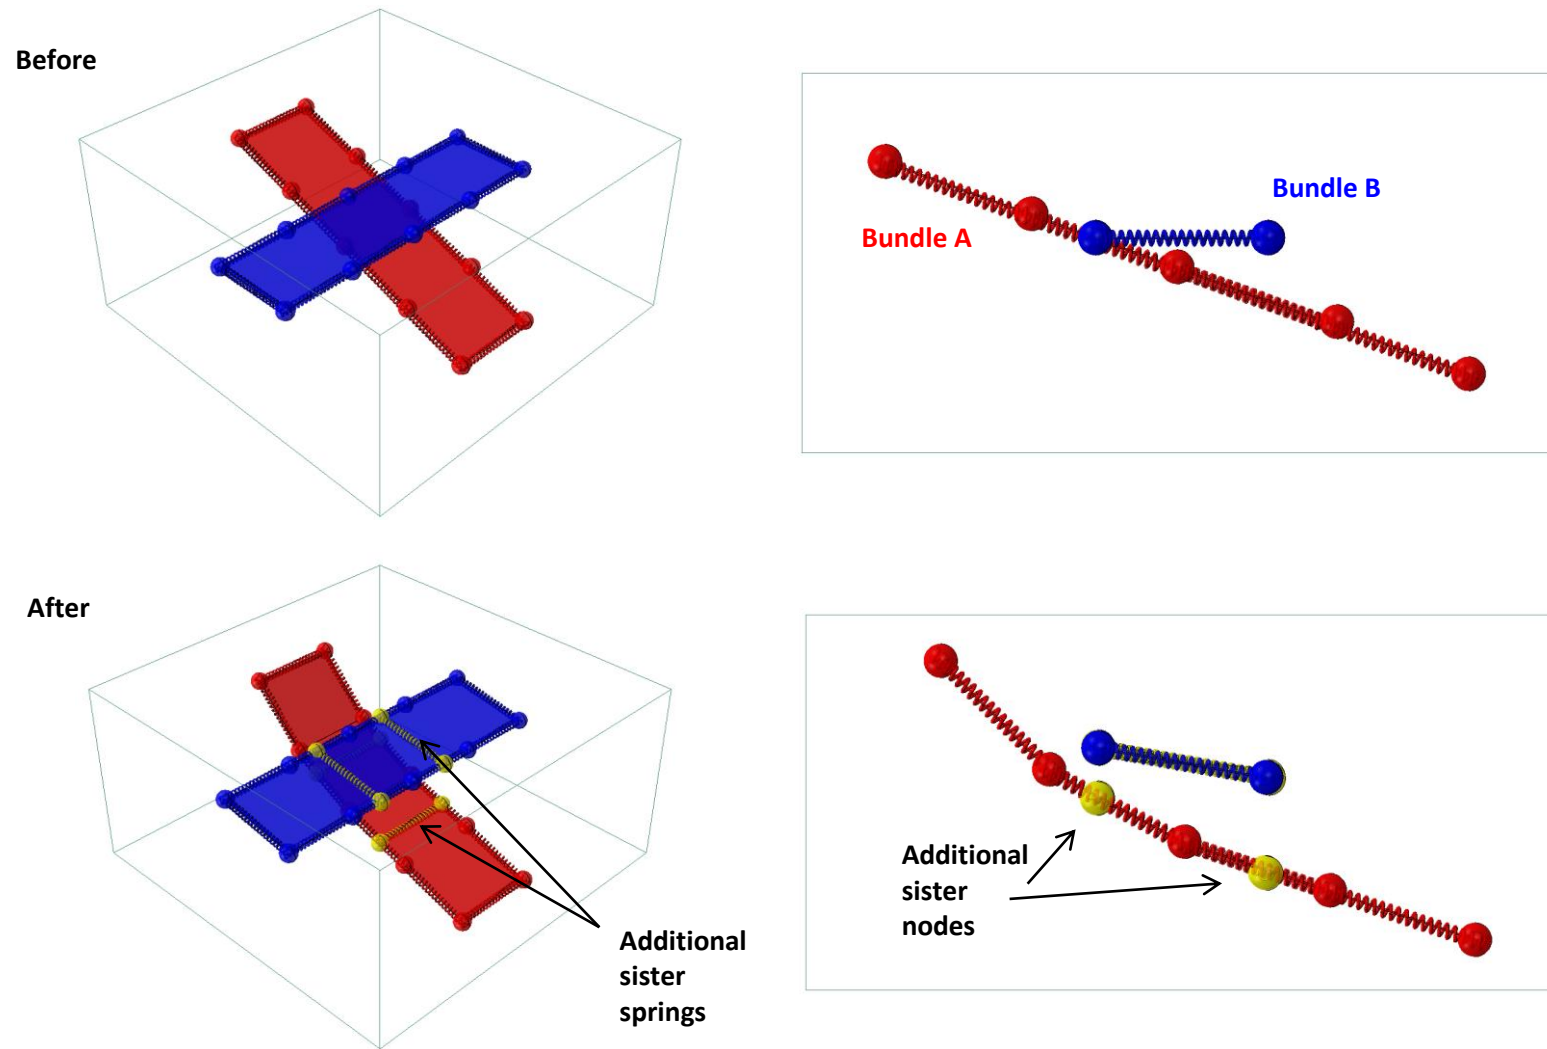 Before
Bundle B
Bundle A
After
Additional
sister
springs
Additional
sister
nodes